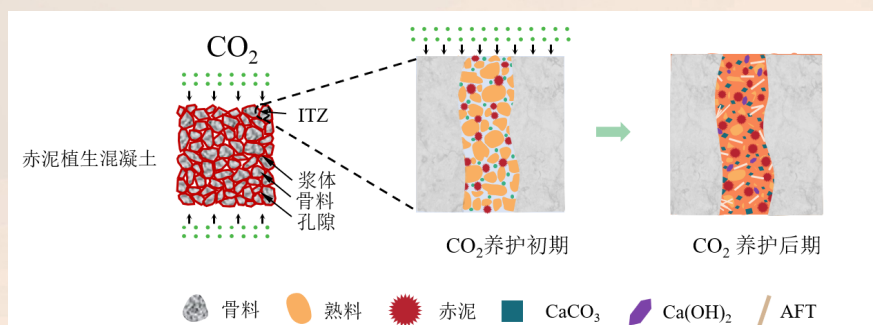 CO₂
ITZ
赤泥植生混凝土
浆体
骨料
孔隙
CO₂养护初期
CO₂ 养护后期
骨料
熟料
赤泥
CaCO₃
Ca(OH)₂
AFT